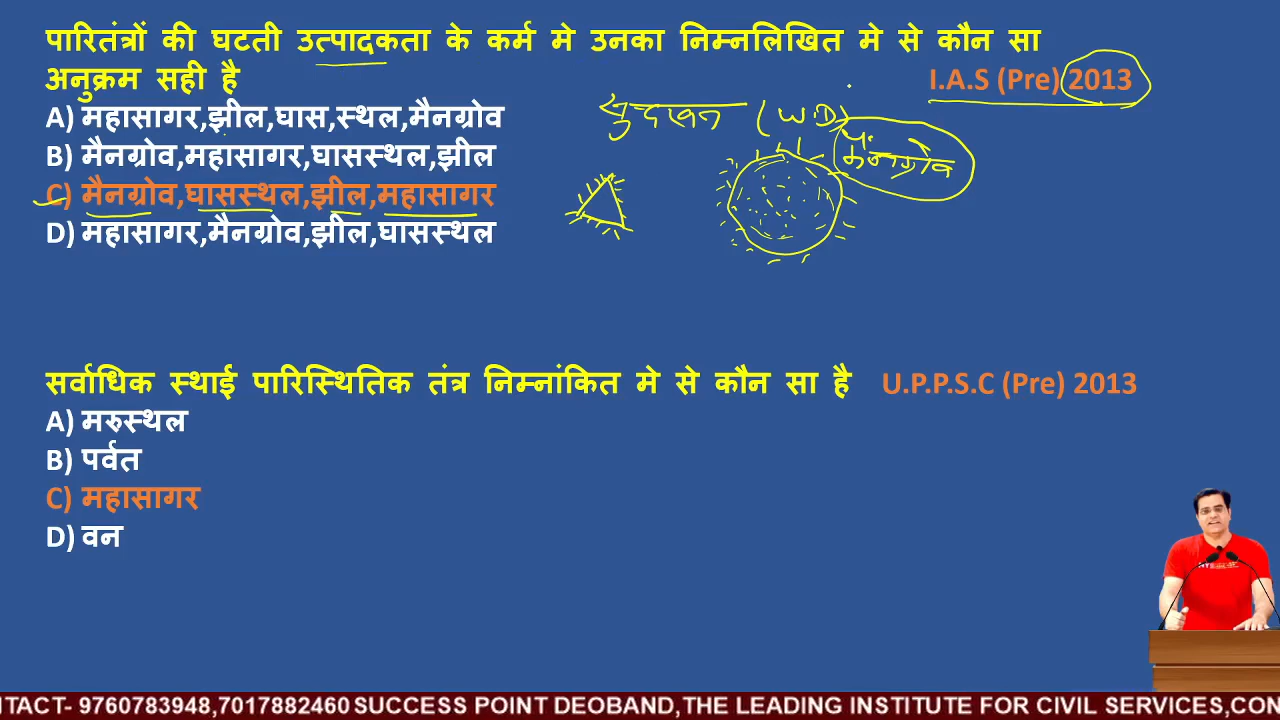 पारितंत्रों की घटती उत्पादकता के कर्म मे उनका निम्नलिखित मे से कौन सा
अनुक्रम सही है I.A.S (Pre) 2013
A) महासागर,झील,घास,स्थल,मैनग्रोव
B) मैनग्रोव,महासागर,घासस्थल,झील
C) मैनग्रोव,घासस्थल,झील,महासागर
D) महासागर,मैनग्रोव,झील,घासस्थल
(W.B)
सर्वाधिक स्थाई पारिस्थितिक तंत्र निम्नांकित मे से कौन सा है U.P.P.S.C (Pre) 2013
A) मरुस्थल
B) पर्वत
C) महासागर
D) वन
NTACT- 9760783948,7017882460 SUCCESS POINT DEOBAND,THE LEADING INSTITUTE FOR CIVIL SERVICES,CON